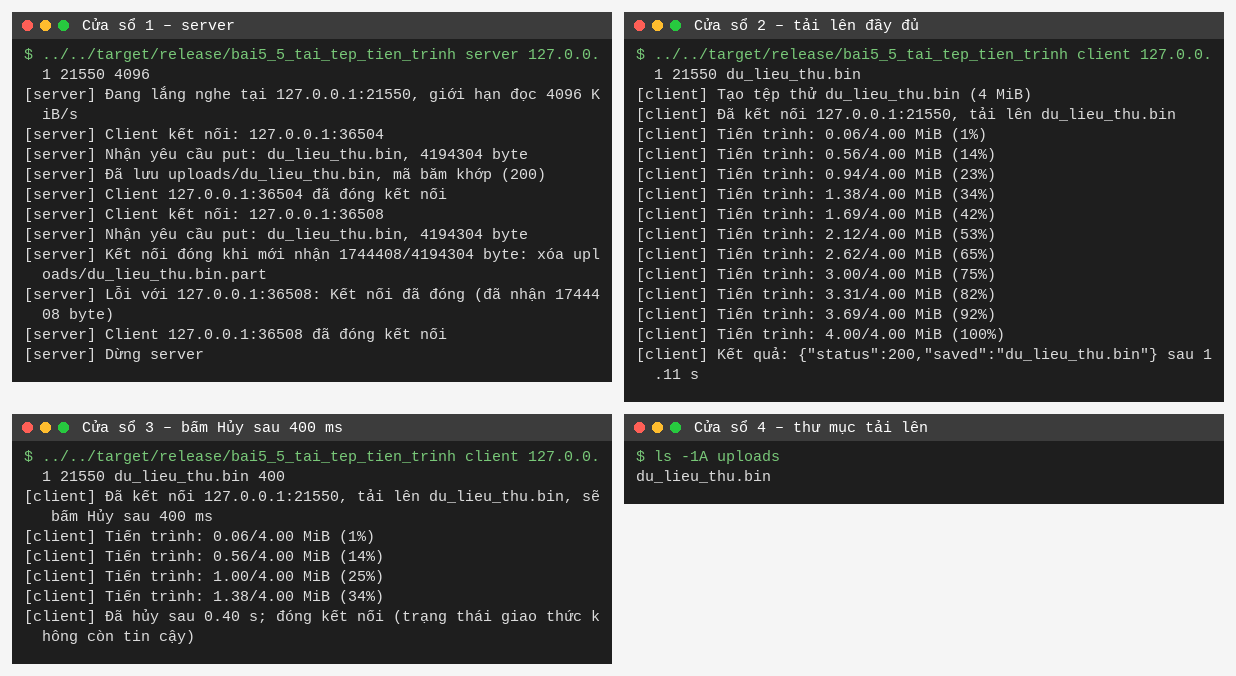 Cửa sổ 1 – server
$ ../../target/release/bai5_5_tai_tep_tien_trinh server 127.0.0.
1 21550 4096
[server] Đang lắng nghe tại 127.0.0.1:21550, giới hạn đọc 4096 K
iB/s
[server] Client kết nối: 127.0.0.1:36504
[server] Nhận yêu cầu put: du_lieu_thu.bin, 4194304 byte
[server] Đã lưu uploads/du_lieu_thu.bin, mã băm khớp (200)
[server] Client 127.0.0.1:36504 đã đóng kết nối
[server] Client kết nối: 127.0.0.1:36508
[server] Nhận yêu cầu put: du_lieu_thu.bin, 4194304 byte
[server] Kết nối đóng khi mới nhận 1744408/4194304 byte: xóa upl
oads/du_lieu_thu.bin.part
[server] Lỗi với 127.0.0.1:36508: Kết nối đã đóng (đã nhận 17444
08 byte)
[server] Client 127.0.0.1:36508 đã đóng kết nối
[server] Dừng server
Cửa sổ 2 – tải lên đầy đủ
$ ../../target/release/bai5_5_tai_tep_tien_trinh client 127.0.0.
1 21550 du_lieu_thu.bin
[client] Tạo tệp thử du_lieu_thu.bin (4 MiB)
[client] Đã kết nối 127.0.0.1:21550, tải lên du_lieu_thu.bin
[client] Tiến trình: 0.06/4.00 MiB (1%)
[client] Tiến trình: 0.56/4.00 MiB (14%)
[client] Tiến trình: 0.94/4.00 MiB (23%)
[client] Tiến trình: 1.38/4.00 MiB (34%)
[client] Tiến trình: 1.69/4.00 MiB (42%)
[client] Tiến trình: 2.12/4.00 MiB (53%)
[client] Tiến trình: 2.62/4.00 MiB (65%)
[client] Tiến trình: 3.00/4.00 MiB (75%)
[client] Tiến trình: 3.31/4.00 MiB (82%)
[client] Tiến trình: 3.69/4.00 MiB (92%)
[client] Tiến trình: 4.00/4.00 MiB (100%)
[client] Kết quả: {"status":200,"saved":"du_lieu_thu.bin"} sau 1
.11 s
Cửa sổ 3 – bấm Hủy sau 400 ms
$ ../../target/release/bai5_5_tai_tep_tien_trinh client 127.0.0.
1 21550 du_lieu_thu.bin 400
[client] Đã kết nối 127.0.0.1:21550, tải lên du_lieu_thu.bin, sẽ
bấm Hủy sau 400 ms
[client] Tiến trình: 0.06/4.00 MiB (1%)
[client] Tiến trình: 0.56/4.00 MiB (14%)
[client] Tiến trình: 1.00/4.00 MiB (25%)
[client] Tiến trình: 1.38/4.00 MiB (34%)
[client] Đã hủy sau 0.40 s; đóng kết nối (trạng thái giao thức k
hông còn tin cậy)
Cửa sổ 4 – thư mục tải lên
$ ls -1A uploads
du_lieu_thu.bin